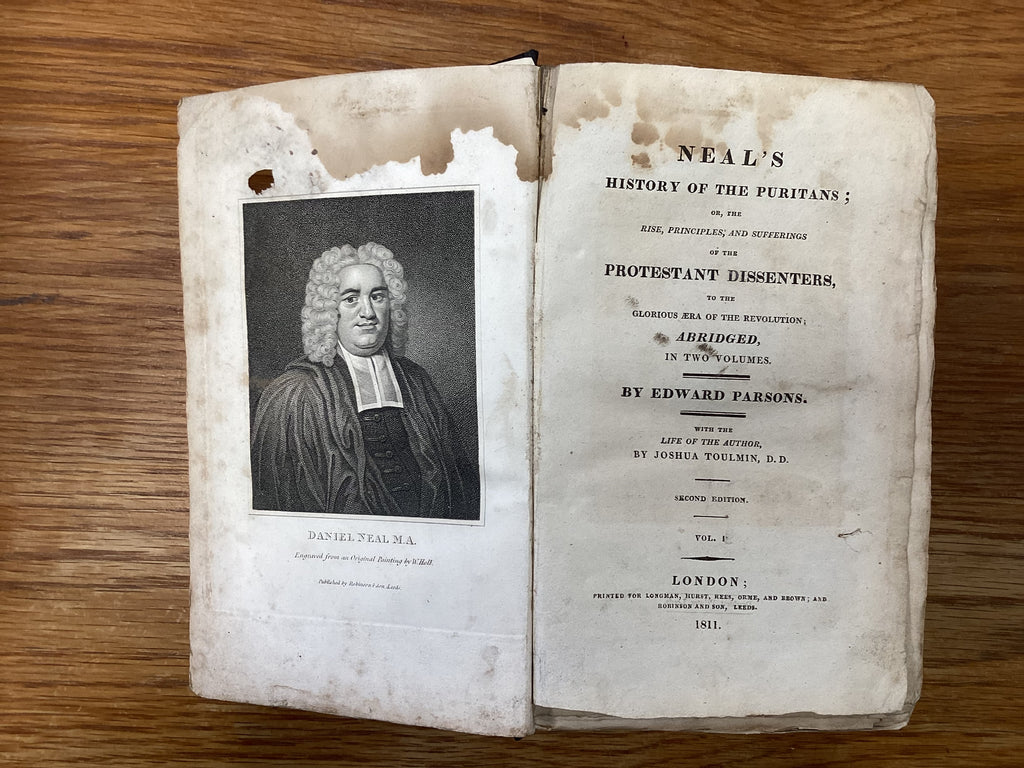 DANIEL NEAL M.A.
Engraved from an Original Painting by W. Holl.
Published by Robinson & Son Leeds.
NEAL'S
HISTORY OF THE PURITANS;
OR, THE
RISE, PRINCIPLES, AND SUFFERINGS
OF THE
PROTESTANT DISSENTERS,
TO THE
GLORIOUS ÆRA OF THE REVOLUTION;
ABRIDGED,
IN TWO VOLUMES.
BY EDWARD PARSONS.
WITH THE
LIFE OF THE AUTHOR,
BY JOSHUA TOULMIN, D.D.
SECOND EDITION.
VOL. I
LONDON;
PRINTED FOR LONGMAN, HURST, REES, ORME, AND BROWN; AND
ROBINSON AND SON, LEEDS.
1811.